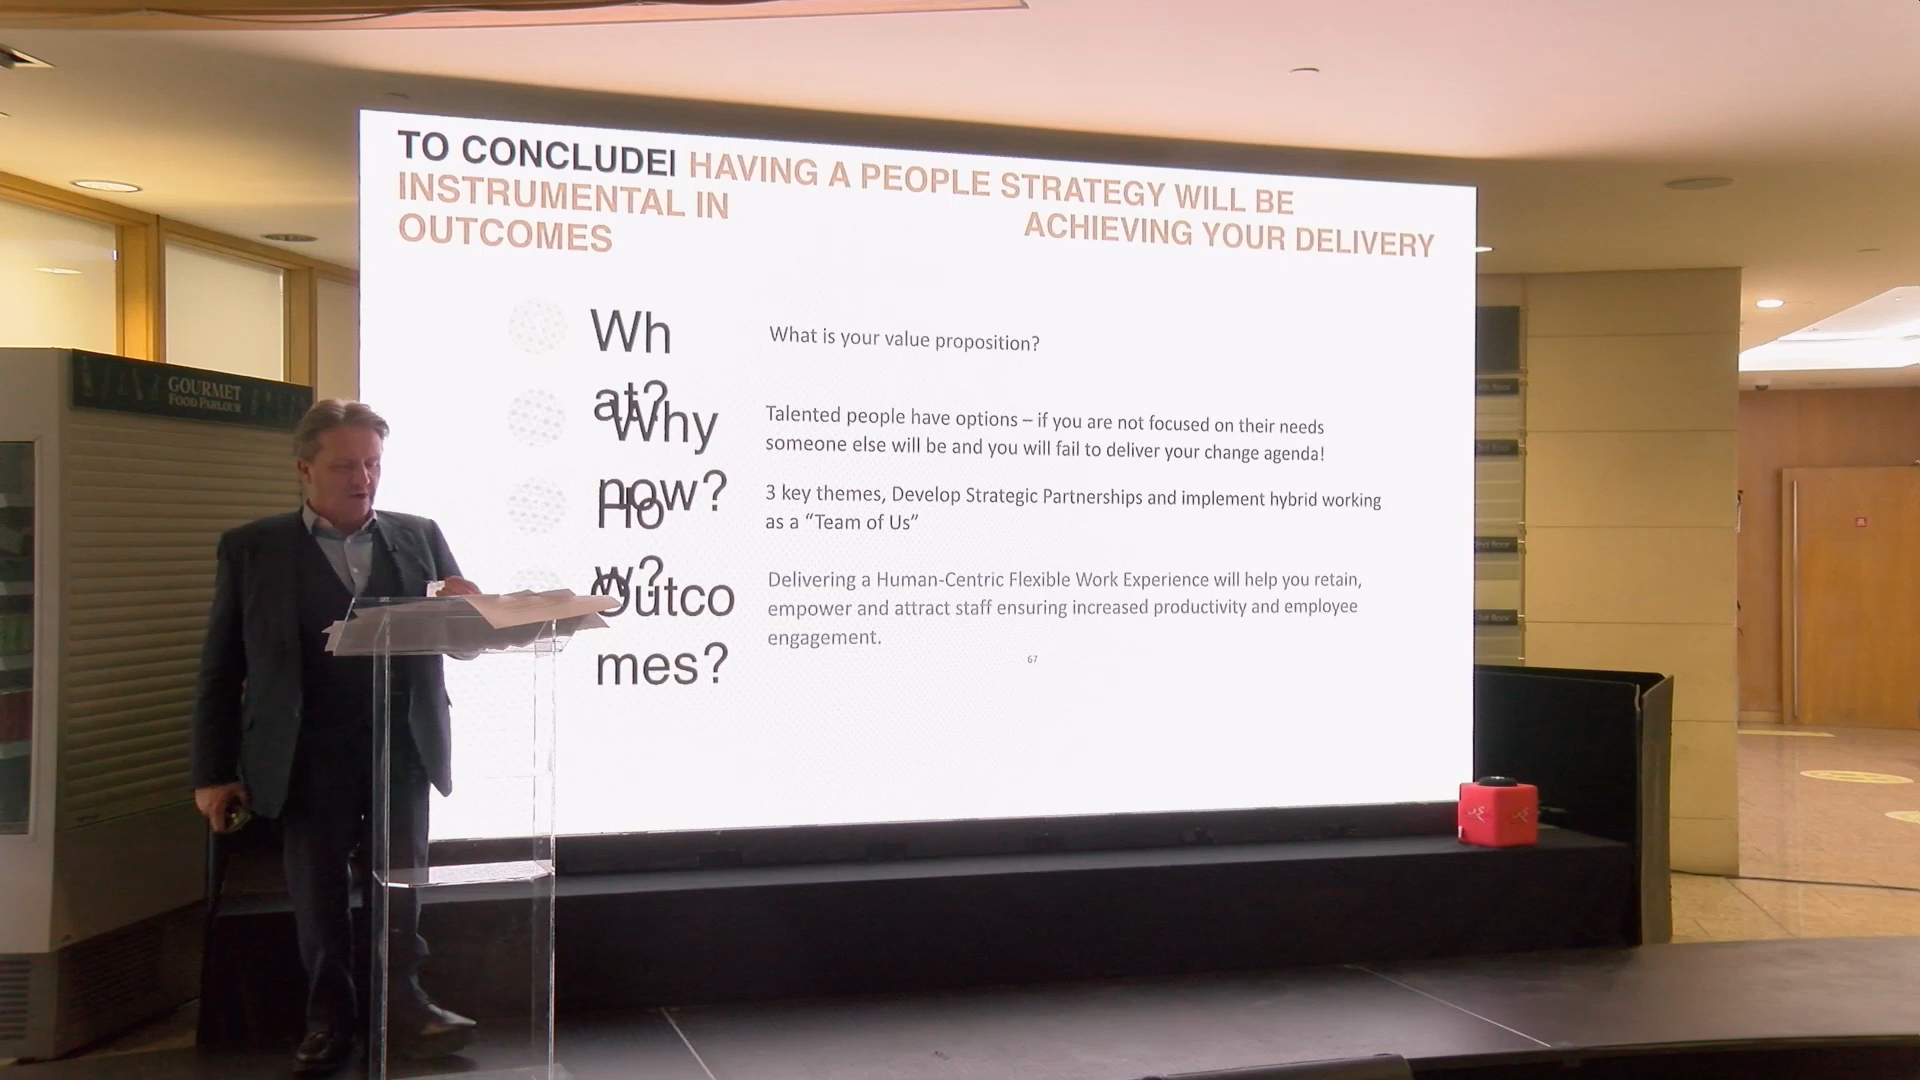 TO CONCLUDE| HAVING A PEOPLE STRATEGY WILL BE
INSTRUMENTAL IN
ACHIEVING YOUR DELIVERY
OUTCOMES
Wh
at?
What is your value proposition?
Why
now?
Talented people have options – if you are not focused on their needs
someone else will be and you will fail to deliver your change agenda!
Ho
w?
3 key themes, Develop Strategic Partnerships and implement hybrid working
as a “Team of Us”
Outco
mes?
Delivering a Human-Centric Flexible Work Experience will help you retain,
empower and attract staff ensuring increased productivity and employee
engagement.
67
GOURMET
FOOD PARLOUR